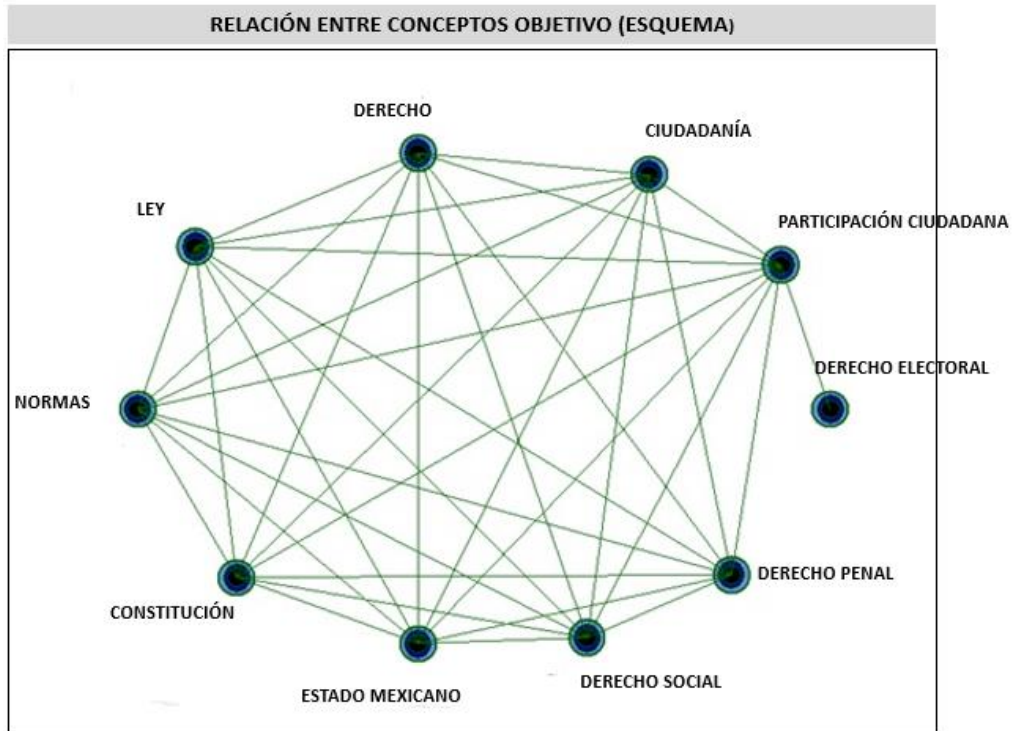 RELACIÓN ENTRE CONCEPTOS OBJETIVO (ESQUEMA)
DERECHO
CIUDADANÍA
LEY
PARTICIPACIÓN CIUDADANA
DERECHO ELECTORAL
NORMAS
DERECHO PENAL
CONSTITUCIÓN
DERECHO SOCIAL
ESTADO MEXICANO